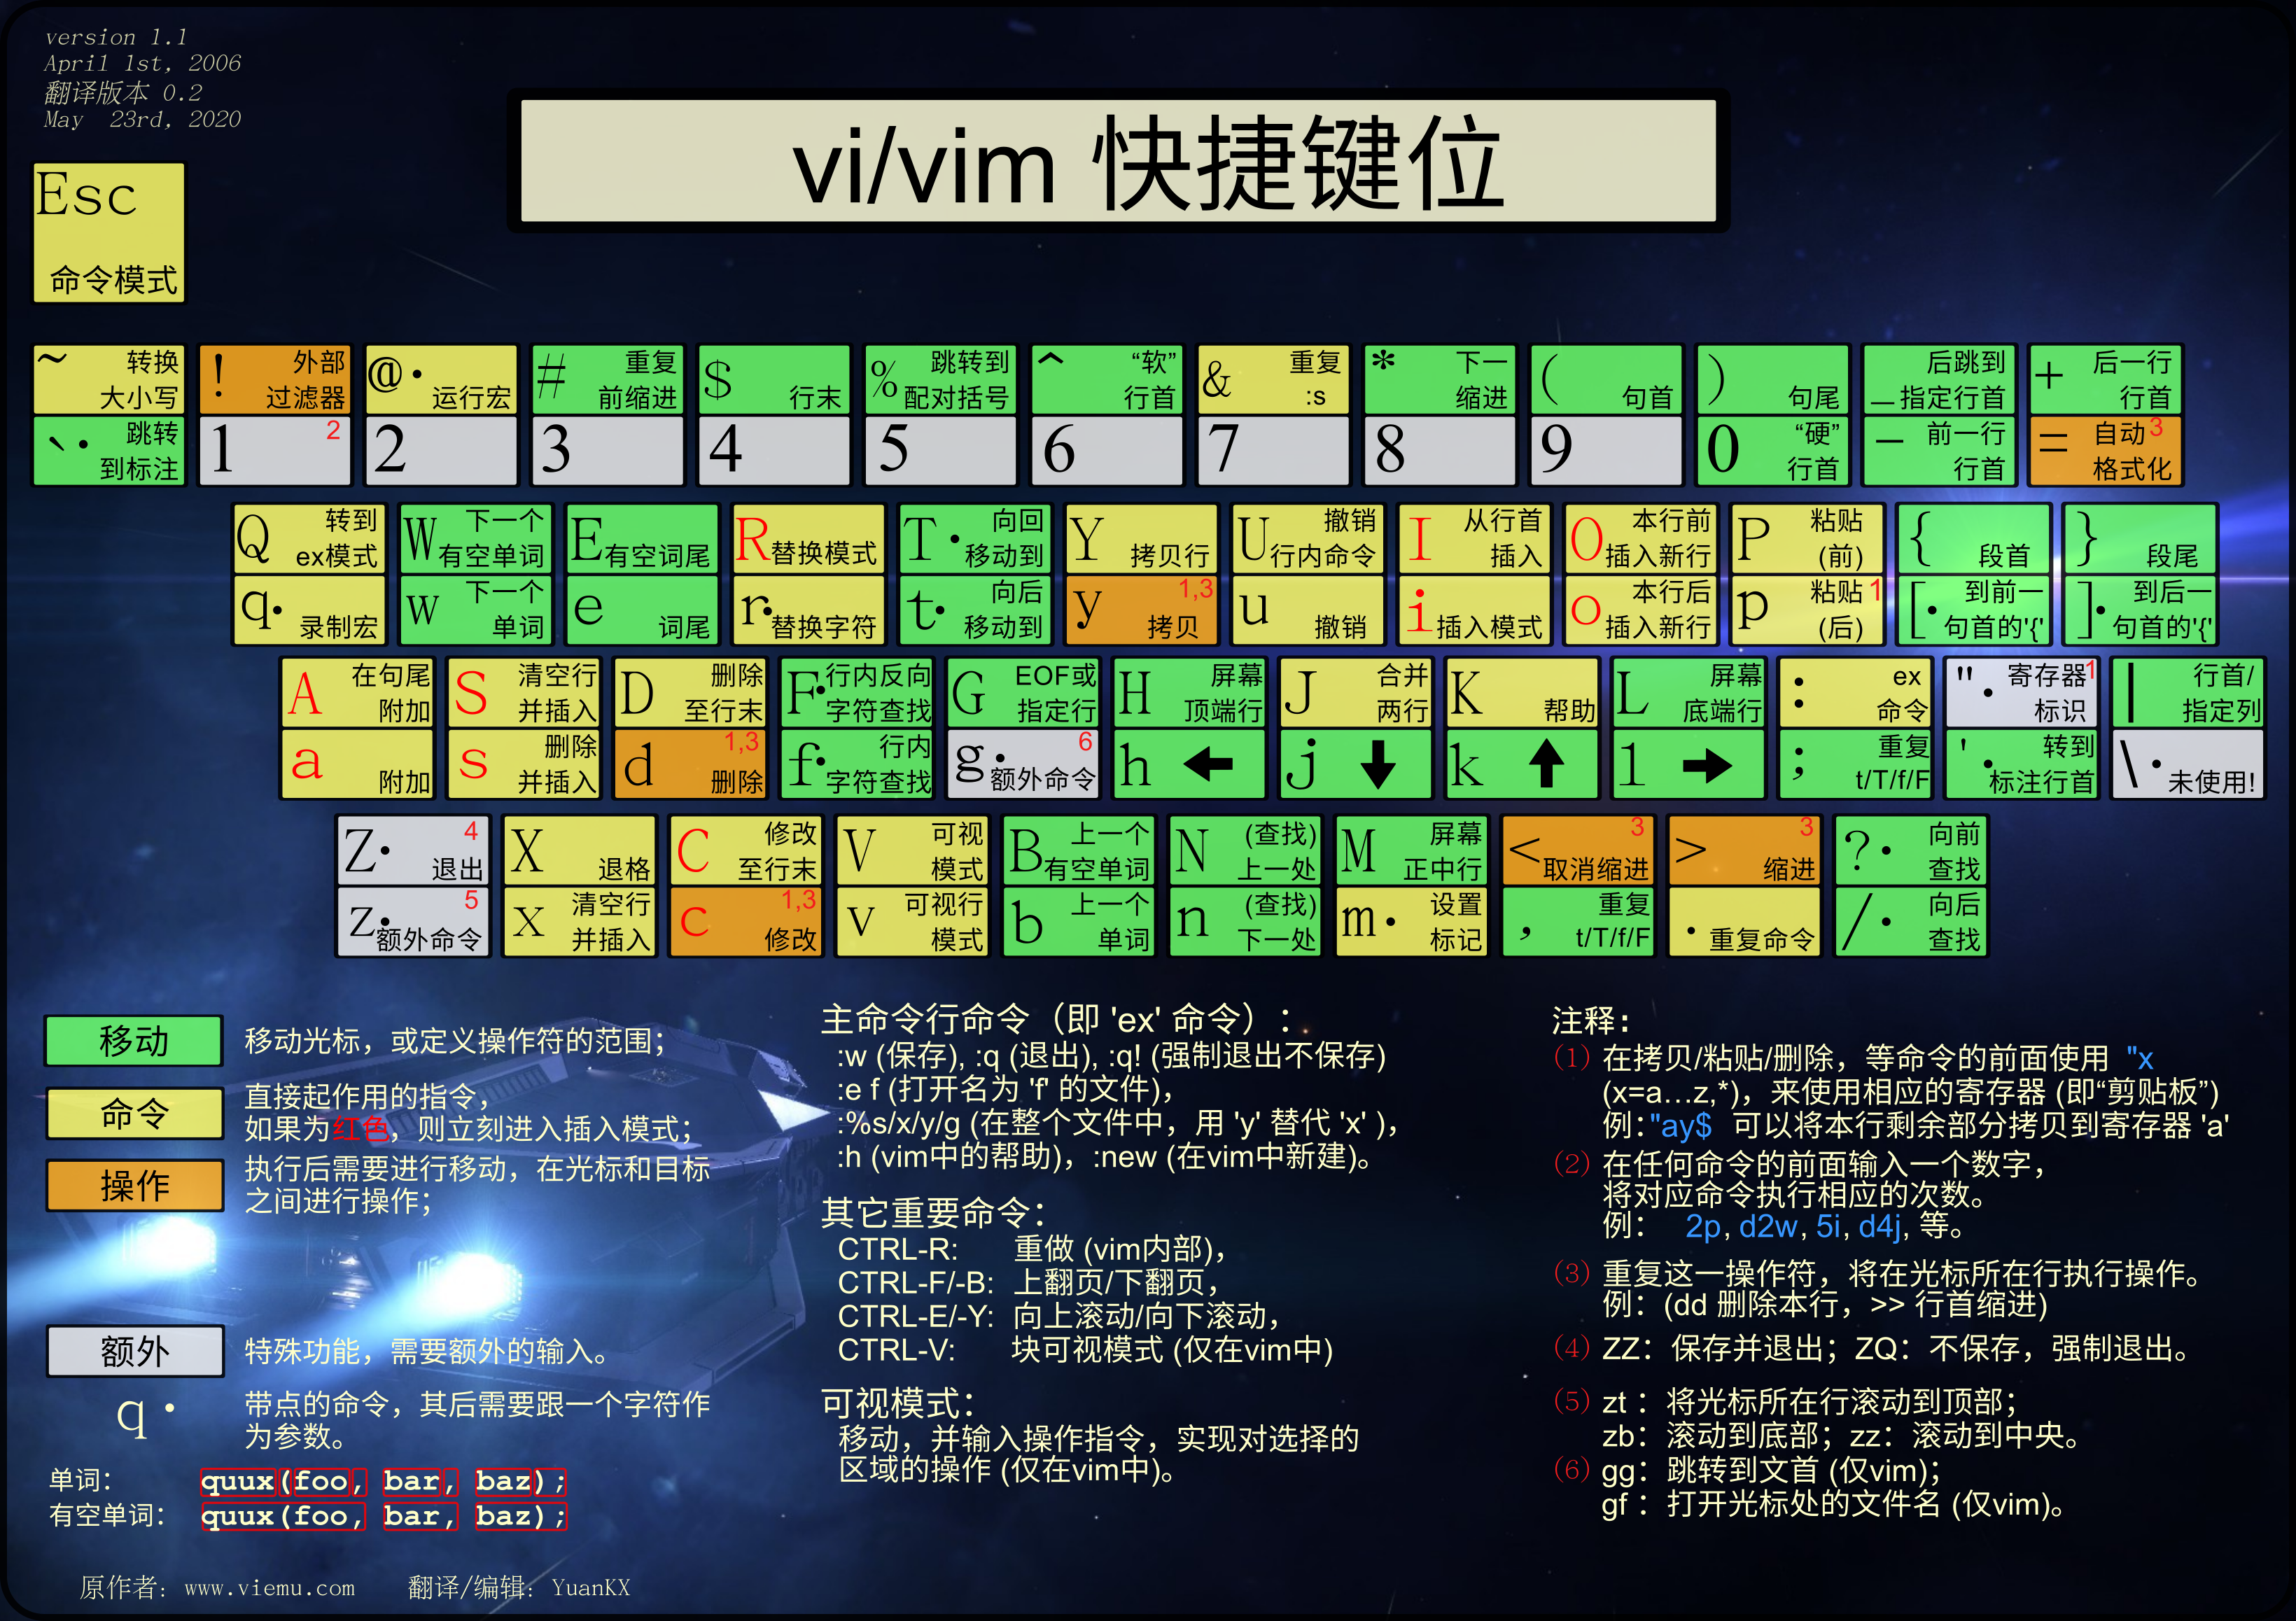 version 1.1
April 1st, 2006
翻译版本 0.2
May 23rd, 2020
vi/vim 快捷键位
Esc
命令模式
~ 转换
大小写
! 外部
过滤器
@· 运行宏
# 重复
前缩进
$ 行末
% 跳转到
配对括号
^ “软”
行首
& 重复
:s
* 下一
缩进
( 句首
) 句尾
_ 后跳到
指定行首
+ 后一行
行首
`· 跳转
到标注
1 2
2
3
4
5
6
7
8
9
0 “硬”
行首
- 前一行
行首
= 自动 3
格式化
Q 转到
ex模式
W 下一个
有空单词
E 有空词尾
R 替换模式
T· 向回
移动到
Y 拷贝行
U 撤销
行内命令
I 从行首
插入
O 本行前
插入新行
P 粘贴
(前)
{ 段首
} 段尾
q· 录制宏
w 下一个
单词
e 词尾
r· 替换字符
t· 向后
移动到
y 1,3
拷贝
u 撤销
i 插入模式
o 本行后
插入新行
p 粘贴 1
(后)
[· 到前一
句首的'{'
]· 到后一
句首的'{'
A 在句尾
附加
S 清空行
并插入
D 删除
至行末
F· 行内反向
字符查找
G EOF或
指定行
H 屏幕
顶端行
J 合并
两行
K 帮助
L 屏幕
底端行
: ex
命令
"· 寄存器 1
标识
| 行首/
指定列
a 附加
s 删除
并插入
d 1,3
删除
f· 行内
字符查找
g· 6
额外命令
h ←
j ↓
k ↑
l →
; 重复
t/T/f/F
'· 转到
标注行首
\· 未使用!
Z· 4
退出
X 退格
C 修改
至行末
V 可视
模式
B 上一个
有空单词
N (查找)
上一处
M 屏幕
正中行
< 3
取消缩进
> 3
缩进
?· 向前
查找
z· 5
额外命令
x 清空行
并插入
c 1,3
修改
v 可视行
模式
b 上一个
单词
n (查找)
下一处
m· 设置
标记
, 重复
t/T/f/F
. 重复命令
/· 向后
查找
移动 移动光标，或定义操作符的范围；
命令 直接起作用的指令，
如果为红色，则立刻进入插入模式；
操作 执行后需要进行移动，在光标和目标
之间进行操作；
额外 特殊功能，需要额外的输入。
q· 带点的命令，其后需要跟一个字符作
为参数。
单词： quux(foo, bar, baz);
有空单词： quux(foo, bar, baz);
原作者：www.viemu.com 翻译/编辑：YuanKX
主命令行命令（即 'ex' 命令）：
:w (保存), :q (退出), :q! (强制退出不保存)
:e f (打开名为 'f' 的文件)，
:%s/x/y/g (在整个文件中，用 'y' 替代 'x' )，
:h (vim中的帮助)，:new (在vim中新建)。
其它重要命令：
CTRL-R: 重做 (vim内部)，
CTRL-F/-B: 上翻页/下翻页，
CTRL-E/-Y: 向上滚动/向下滚动，
CTRL-V: 块可视模式 (仅在vim中)
可视模式：
移动，并输入操作指令，实现对选择的
区域的操作 (仅在vim中)。
注释:
(1) 在拷贝/粘贴/删除，等命令的前面使用 "x
(x=a…z,*)，来使用相应的寄存器 (即“剪贴板”)
例："ay$ 可以将本行剩余部分拷贝到寄存器 'a'
(2) 在任何命令的前面输入一个数字，
将对应命令执行相应的次数。
例： 2p, d2w, 5i, d4j, 等。
(3) 重复这一操作符，将在光标所在行执行操作。
例：(dd 删除本行，>> 行首缩进)
(4) ZZ：保存并退出；ZQ：不保存，强制退出。
(5) zt ：将光标所在行滚动到顶部；
zb：滚动到底部；zz：滚动到中央。
(6) gg：跳转到文首 (仅vim)；
gf ：打开光标处的文件名 (仅vim)。